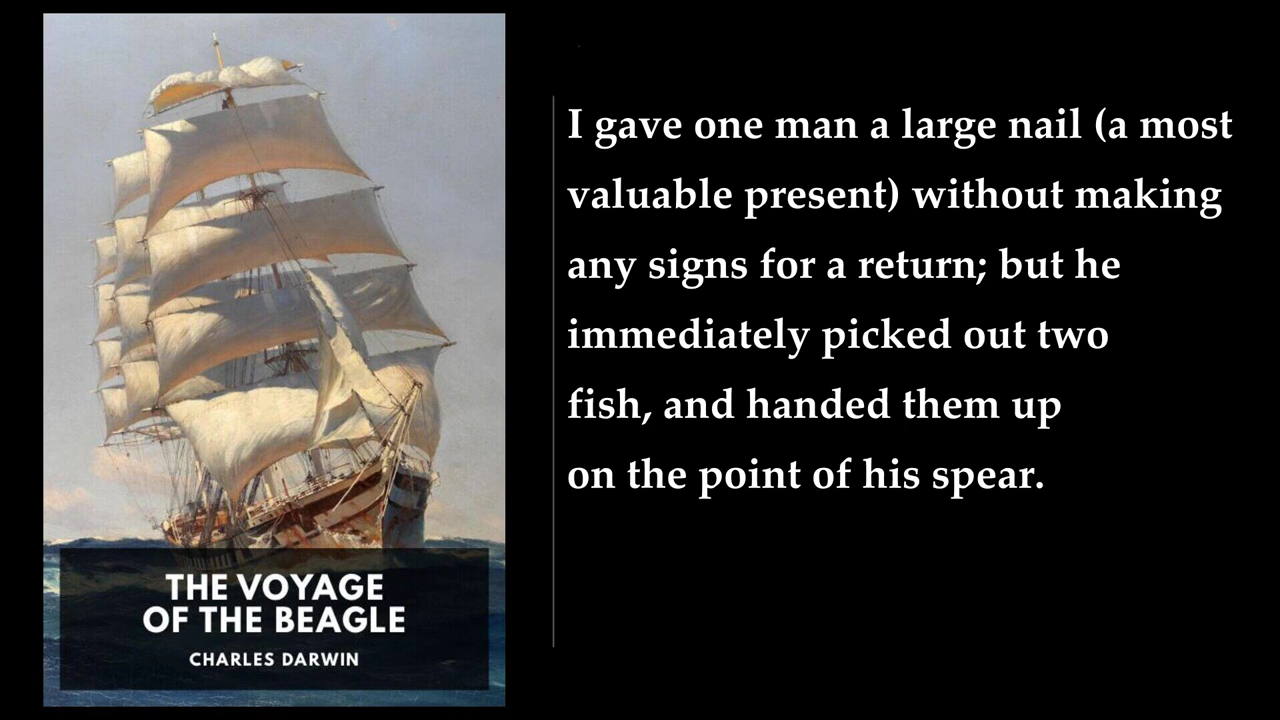 THE VOYAGE
OF THE BEAGLE
CHARLES DARWIN
I gave one man a large nail (a most
valuable present) without making
any signs for a return; but he
immediately picked out two
fish, and handed them up
on the point of his spear.